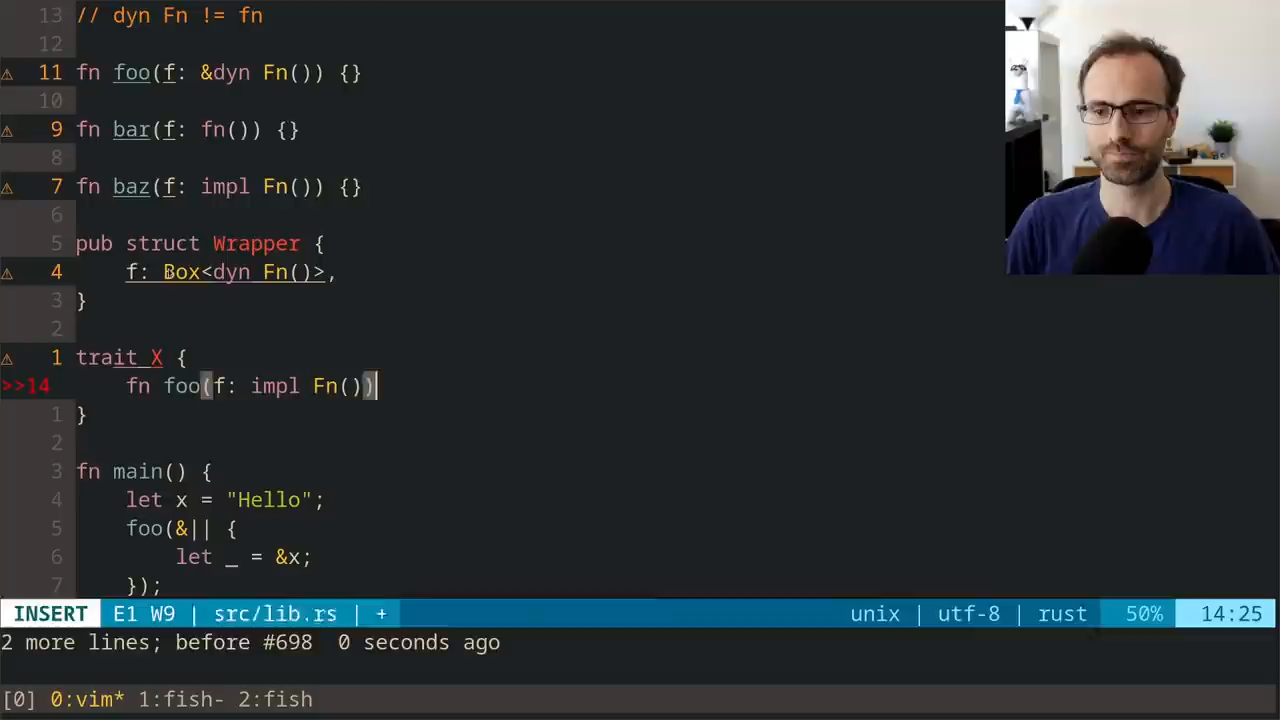 13 // dyn Fn != fn
12
⚠ 11 fn foo(f: &dyn Fn()) {}
10
⚠ 9 fn bar(f: fn()) {}
8
⚠ 7 fn baz(f: impl Fn()) {}
6
5 pub struct Wrapper {
⚠ 4 f: Box<dyn Fn()>,
3 }
2
⚠ 1 trait X {
>>14 fn foo(f: impl Fn())
1 }
2
3 fn main() {
4 let x = "Hello";
5 foo(&|| {
6 let _ = &x;
7 });
INSERT E1 W9 | src/lib.rs | + unix | utf-8 | rust 50% 14:25
2 more lines; before #698 0 seconds ago
[0] 0:vim* 1:fish- 2:fish